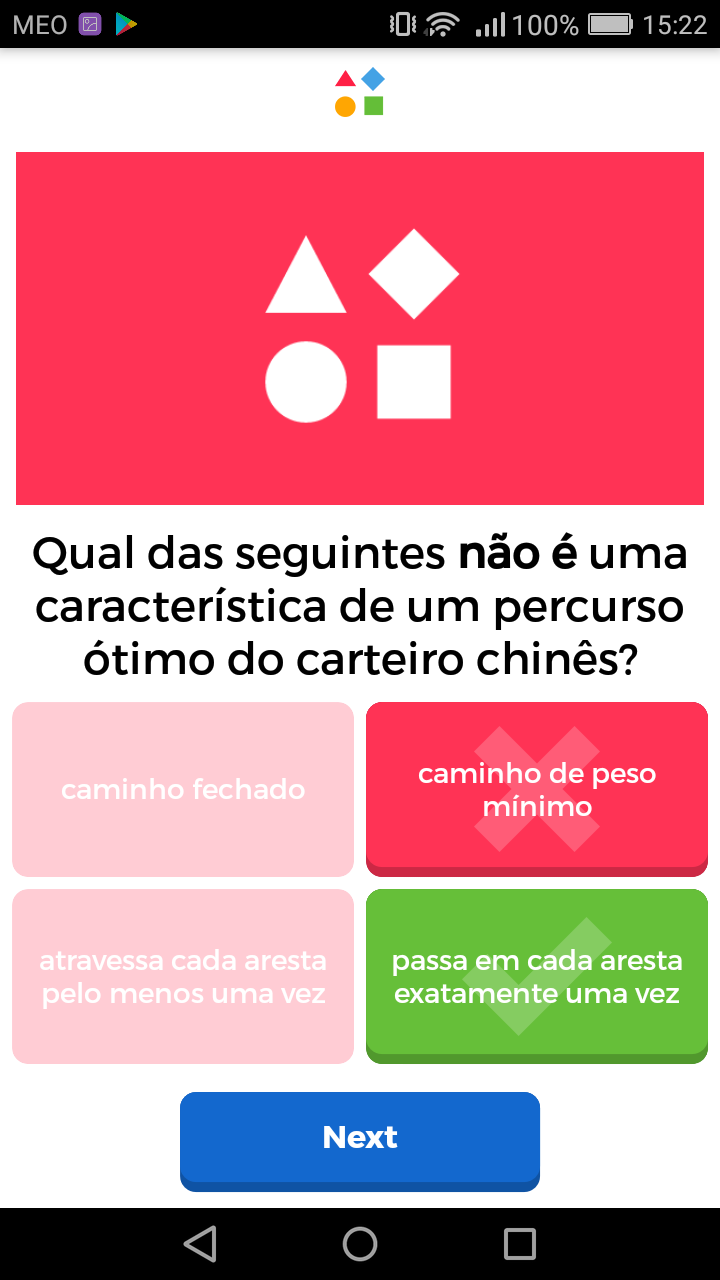 MEO 100% 15:22
Qual das seguintes não é uma
característica de um percurso
ótimo do carteiro chinês?
caminho fechado
caminho de peso
mínimo
atravessa cada aresta
pelo menos uma vez
passa em cada aresta
exatamente uma vez
Next